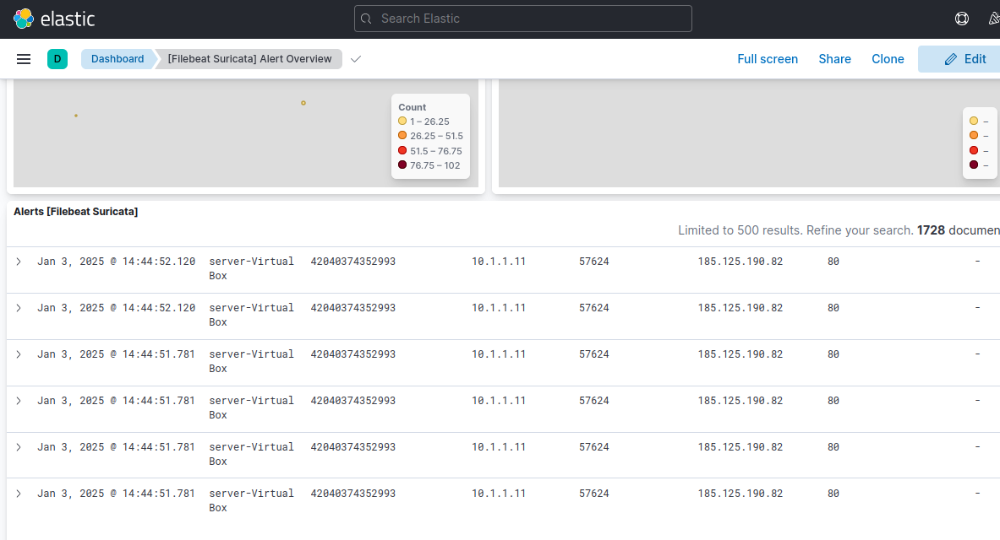 elastic
Search Elastic
D
Dashboard
[Filebeat Suricata] Alert Overview
Full screen
Share
Clone
Edit
Count
1 – 26.25
26.25 – 51.5
51.5 – 76.75
76.75 – 102
–
–
–
–
Alerts [Filebeat Suricata]
Limited to 500 results. Refine your search. 1728 documen
Jan 3, 2025 @ 14:44:52.120 server-Virtual 42040374352993 10.1.1.11 57624 185.125.190.82 80 -
Box
Jan 3, 2025 @ 14:44:52.120 server-Virtual 42040374352993 10.1.1.11 57624 185.125.190.82 80 -
Box
Jan 3, 2025 @ 14:44:51.781 server-Virtual 42040374352993 10.1.1.11 57624 185.125.190.82 80 -
Box
Jan 3, 2025 @ 14:44:51.781 server-Virtual 42040374352993 10.1.1.11 57624 185.125.190.82 80 -
Box
Jan 3, 2025 @ 14:44:51.781 server-Virtual 42040374352993 10.1.1.11 57624 185.125.190.82 80 -
Box
Jan 3, 2025 @ 14:44:51.781 server-Virtual 42040374352993 10.1.1.11 57624 185.125.190.82 80 -
Box